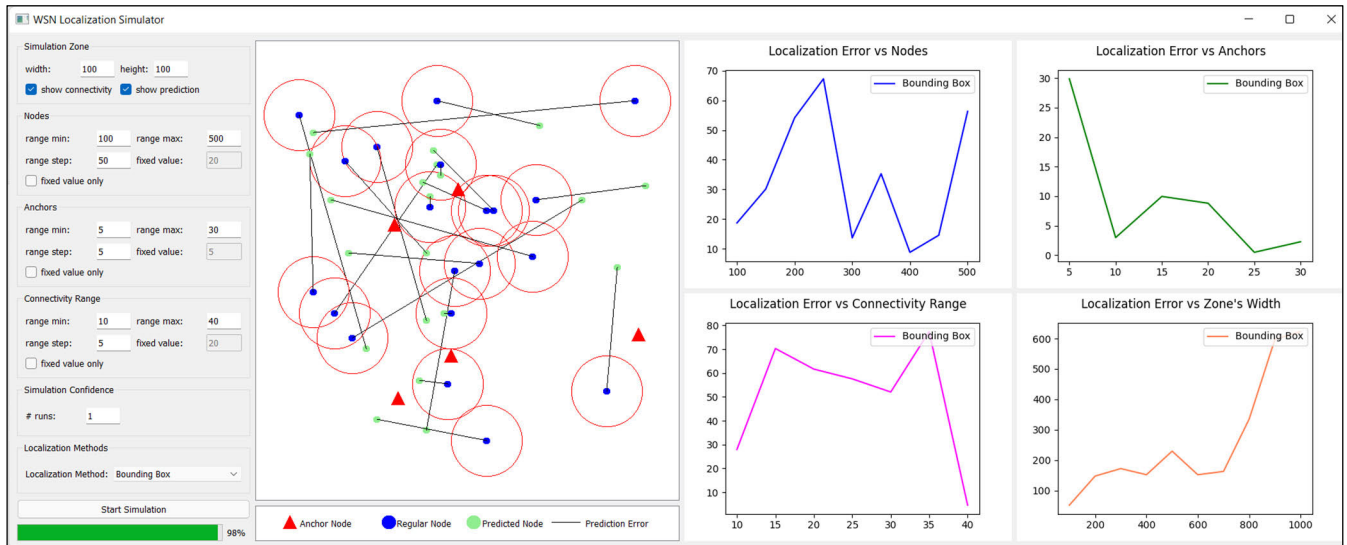 WSN Localization Simulator
Simulation Zone
width: 100 height: 100
show connectivity show prediction
Nodes
range min: 100 range max: 500
range step: 50 fixed value: 20
fixed value only
Anchors
range min: 5 range max: 30
range step: 5 fixed value: 5
fixed value only
Connectivity Range
range min: 10 range max: 40
range step: 5 fixed value: 20
fixed value only
Simulation Confidence
# runs: 1
Localization Methods
Localization Method: Bounding Box
Start Simulation
98%
Anchor Node Regular Node Predicted Node Prediction Error
Localization Error vs Nodes
Bounding Box
70
60
50
40
30
20
10
100 200 300 400 500
Localization Error vs Anchors
Bounding Box
30
25
20
15
10
5
0
5 10 15 20 25 30
Localization Error vs Connectivity Range
Bounding Box
80
70
60
50
40
30
20
10
10 15 20 25 30 35 40
Localization Error vs Zone's Width
Bounding Box
600
500
400
300
200
100
200 400 600 800 1000